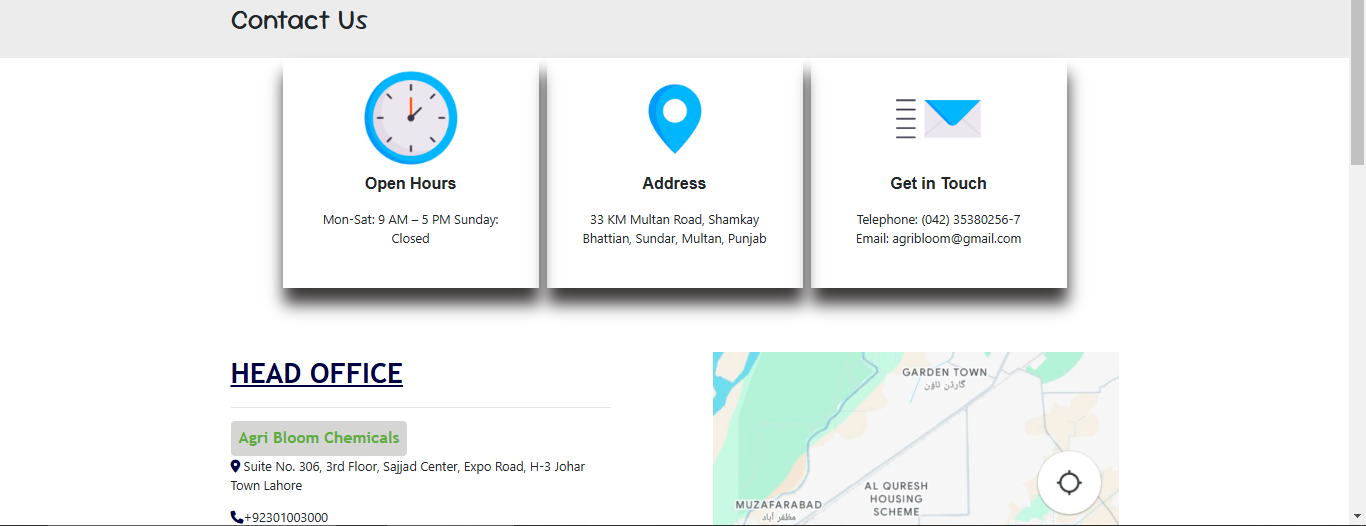 Contact Us
Open Hours
Mon-Sat: 9 AM – 5 PM Sunday:
Closed
Address
33 KM Multan Road, Shamkay
Bhattian, Sundar, Multan, Punjab
Get in Touch
Telephone: (042) 35380256-7
Email: agribloom@gmail.com
HEAD OFFICE
Agri Bloom Chemicals
Suite No. 306, 3rd Floor, Sajjad Center, Expo Road, H-3 Johar
Town Lahore
+92301003000
GARDEN TOWN
گارڈن ٹاؤن
AL QURESH
HOUSING
SCHEME
MUZAFARABAD
مظفر آباد